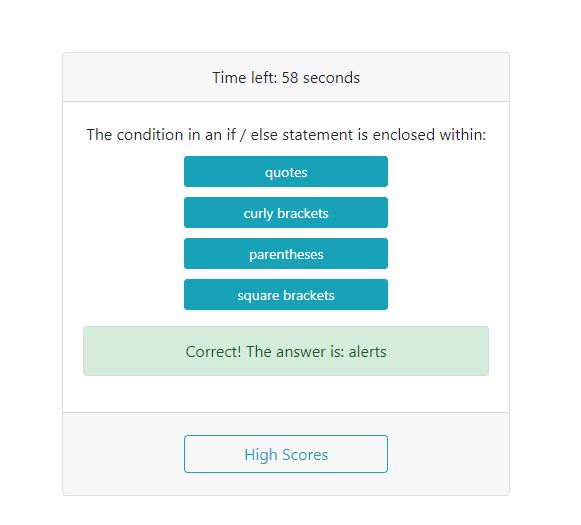 Time left: 58 seconds
The condition in an if / else statement is enclosed within:
quotes
curly brackets
parentheses
square brackets
Correct! The answer is: alerts
High Scores